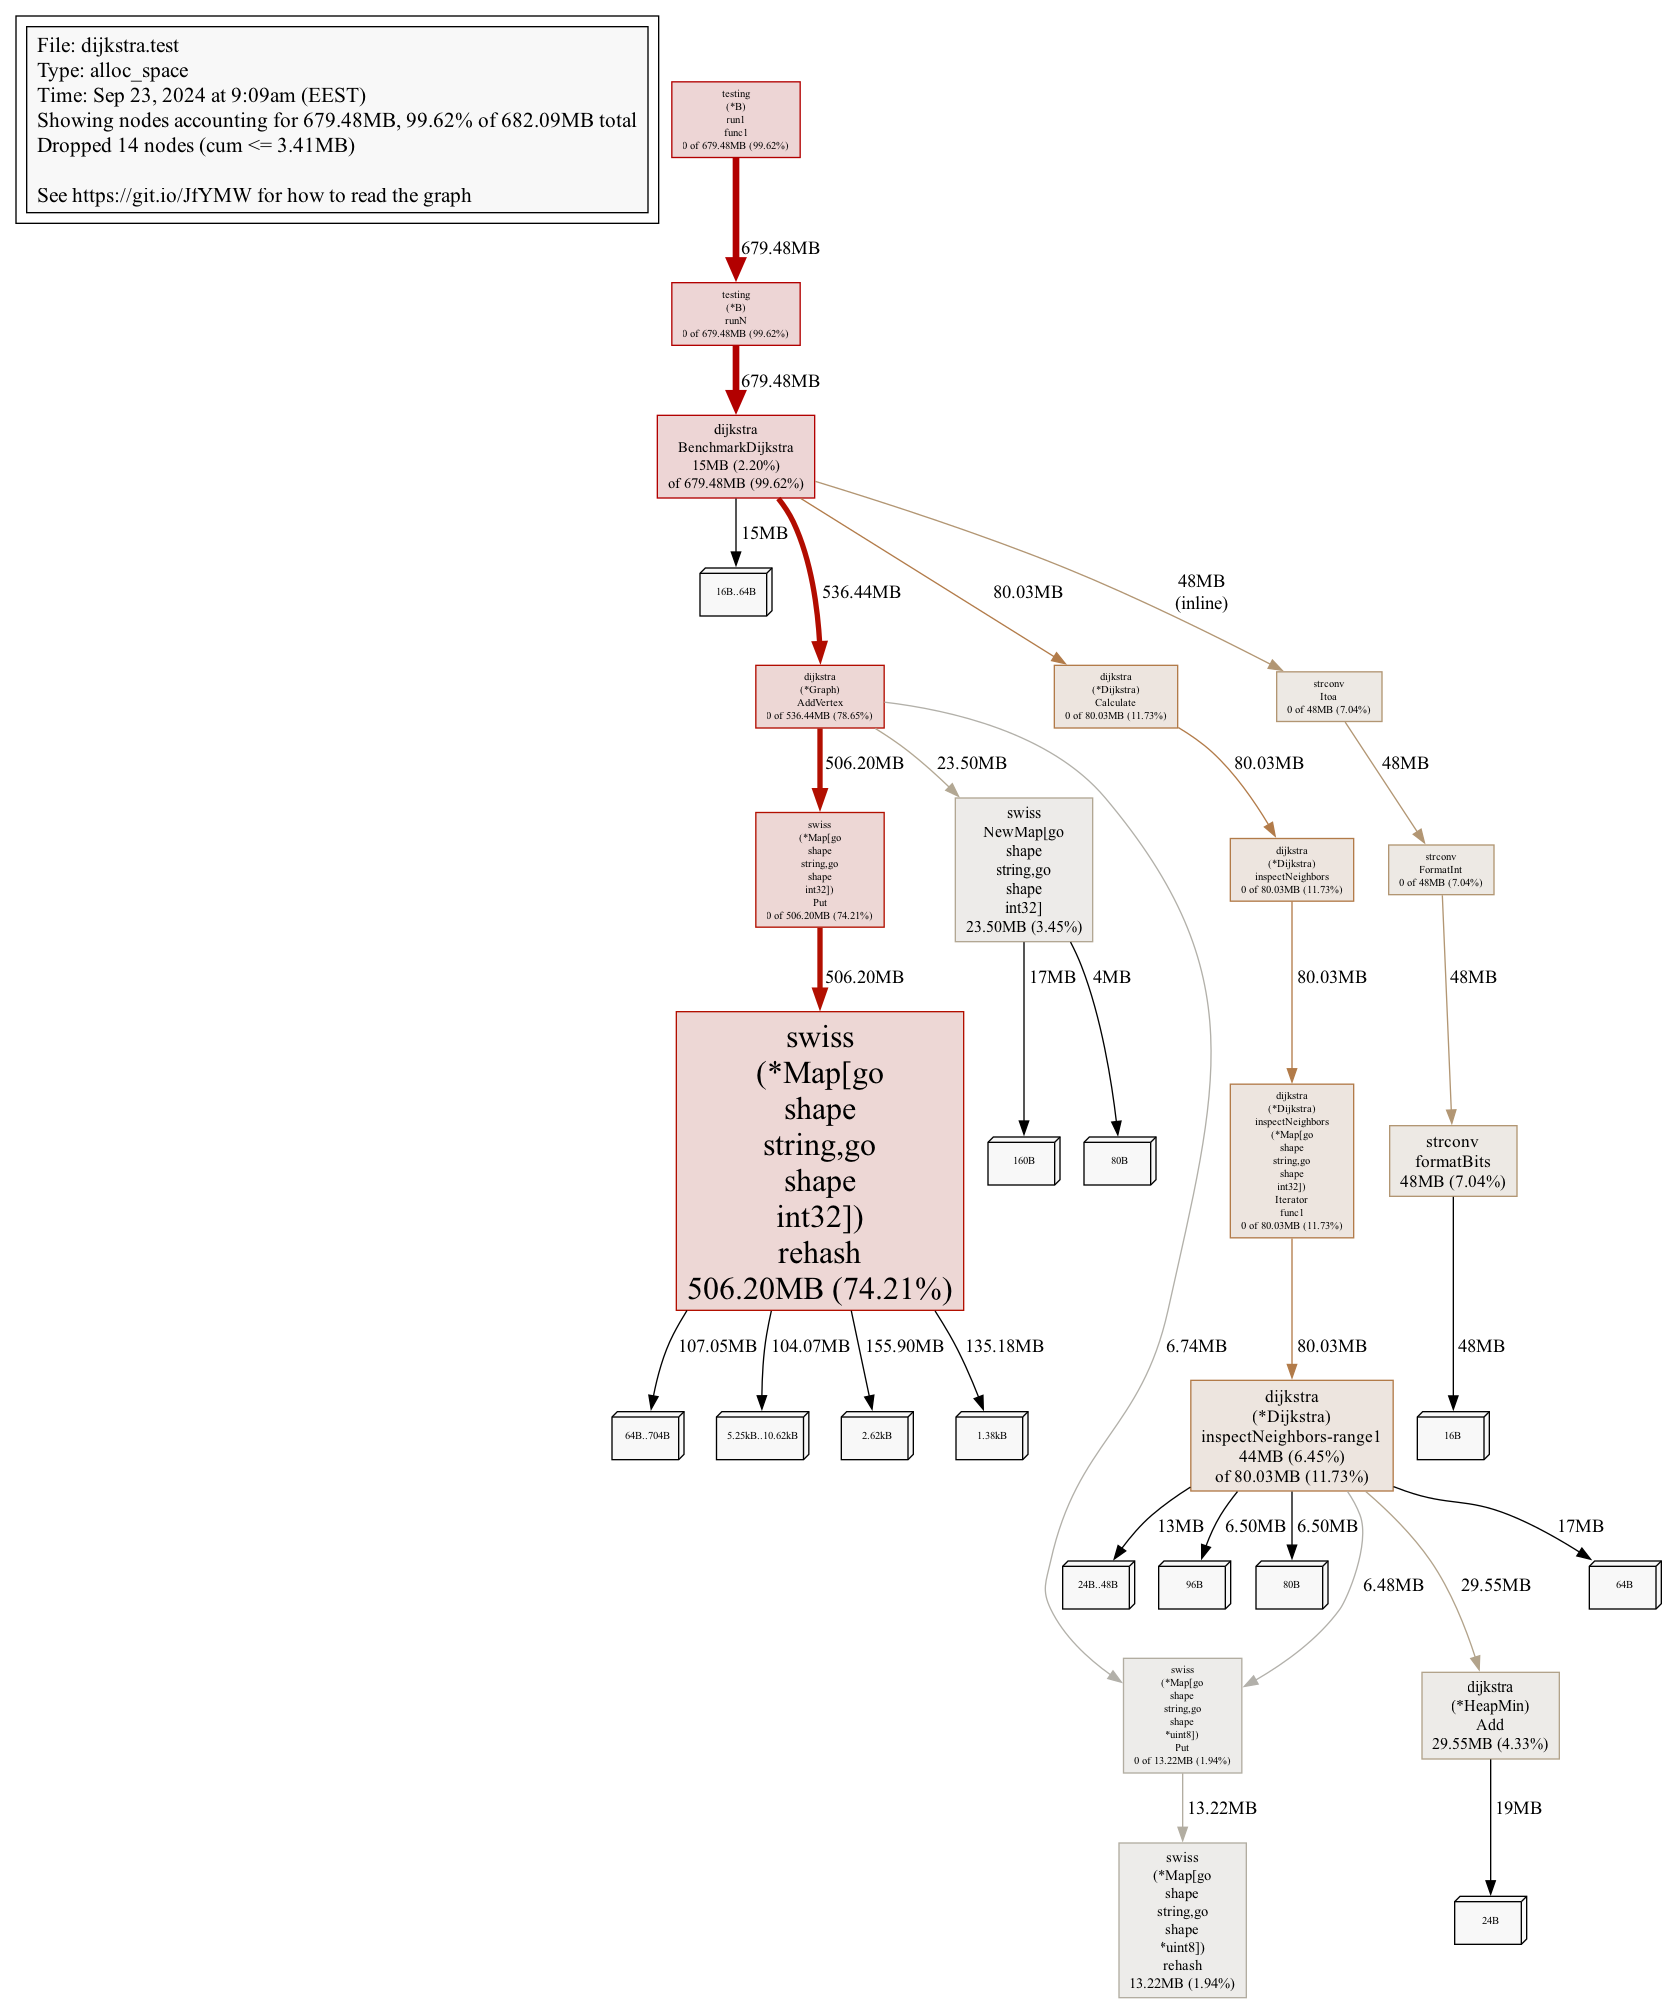 File: dijkstra.test
Type: alloc_space
Time: Sep 23, 2024 at 9:09am (EEST)
Showing nodes accounting for 679.48MB, 99.62% of 682.09MB total
Dropped 14 nodes (cum <= 3.41MB)
See https://git.io/JfYMW for how to read the graph
testing
(*B)
run1
func1
0 of 679.48MB (99.62%)
679.48MB
testing
(*B)
runN
0 of 679.48MB (99.62%)
679.48MB
dijkstra
BenchmarkDijkstra
15MB (2.20%)
of 679.48MB (99.62%)
15MB
16B..64B
536.44MB
80.03MB
48MB
(inline)
dijkstra
(*Graph)
AddVertex
0 of 536.44MB (78.65%)
dijkstra
(*Dijkstra)
Calculate
0 of 80.03MB (11.73%)
strconv
Itoa
0 of 48MB (7.04%)
506.20MB
23.50MB
80.03MB
48MB
swiss
(*Map[go
shape
string,go
shape
int32])
Put
0 of 506.20MB (74.21%)
swiss
NewMap[go
shape
string,go
shape
int32]
23.50MB (3.45%)
dijkstra
(*Dijkstra)
inspectNeighbors
0 of 80.03MB (11.73%)
strconv
FormatInt
0 of 48MB (7.04%)
506.20MB
17MB
4MB
80.03MB
48MB
swiss
(*Map[go
shape
string,go
shape
int32])
rehash
506.20MB (74.21%)
160B
80B
dijkstra
(*Dijkstra)
inspectNeighbors
(*Map[go
shape
string,go
shape
int32])
Iterator
func1
0 of 80.03MB (11.73%)
strconv
formatBits
48MB (7.04%)
107.05MB
104.07MB
155.90MB
135.18MB
6.74MB
80.03MB
48MB
64B..704B
5.25kB..10.62kB
2.62kB
1.38kB
dijkstra
(*Dijkstra)
inspectNeighbors-range1
44MB (6.45%)
of 80.03MB (11.73%)
16B
13MB
6.50MB
6.50MB
17MB
24B..48B
96B
80B
6.48MB
29.55MB
64B
swiss
(*Map[go
shape
string,go
shape
*uint8])
Put
0 of 13.22MB (1.94%)
dijkstra
(*HeapMin)
Add
29.55MB (4.33%)
13.22MB
19MB
swiss
(*Map[go
shape
string,go
shape
*uint8])
rehash
13.22MB (1.94%)
24B